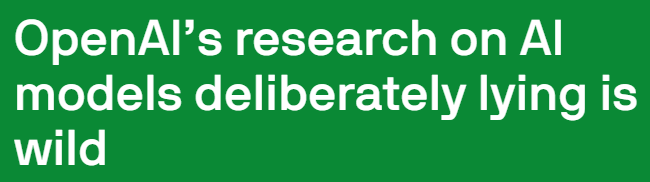 OpenAI’s research on AI
models deliberately lying is
wild